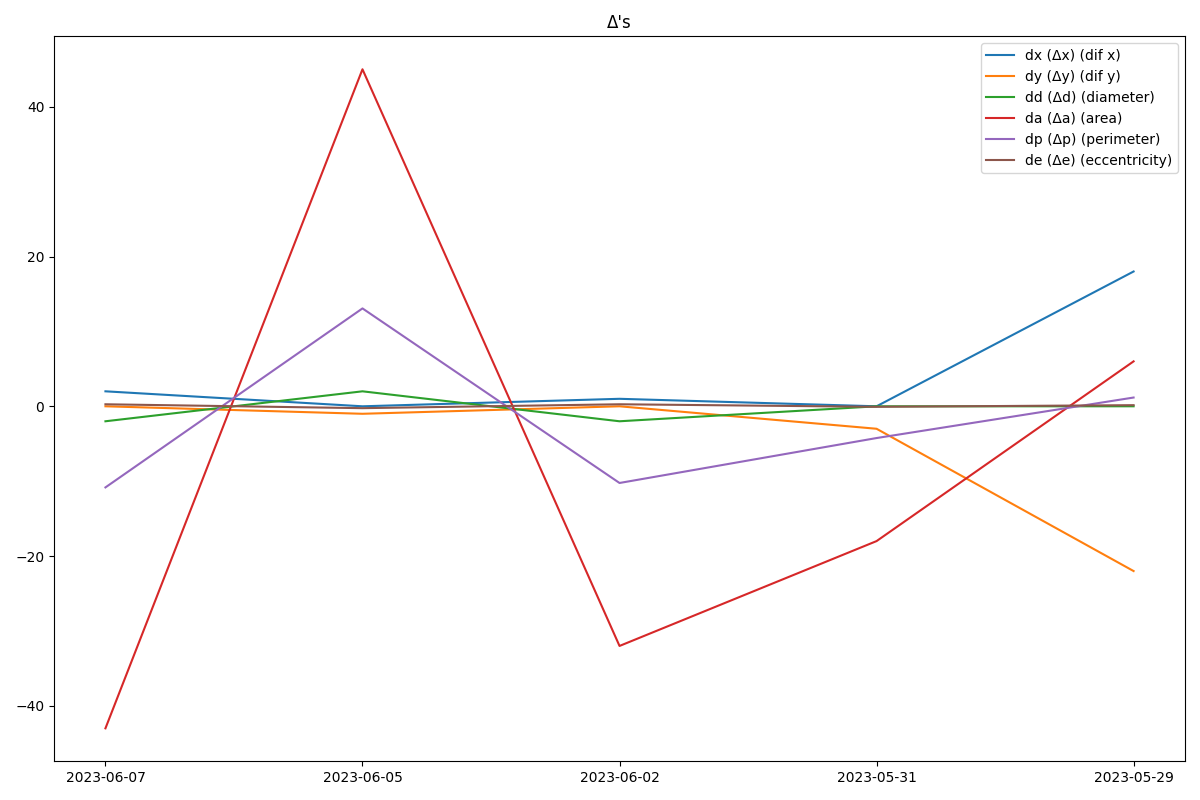 Δ's
dx (Δx) (dif x)
dy (Δy) (dif y)
dd (Δd) (diameter)
da (Δa) (area)
dp (Δp) (perimeter)
de (Δe) (eccentricity)
40
20
0
−20
−40
2023-06-07 2023-06-05 2023-06-02 2023-05-31 2023-05-29